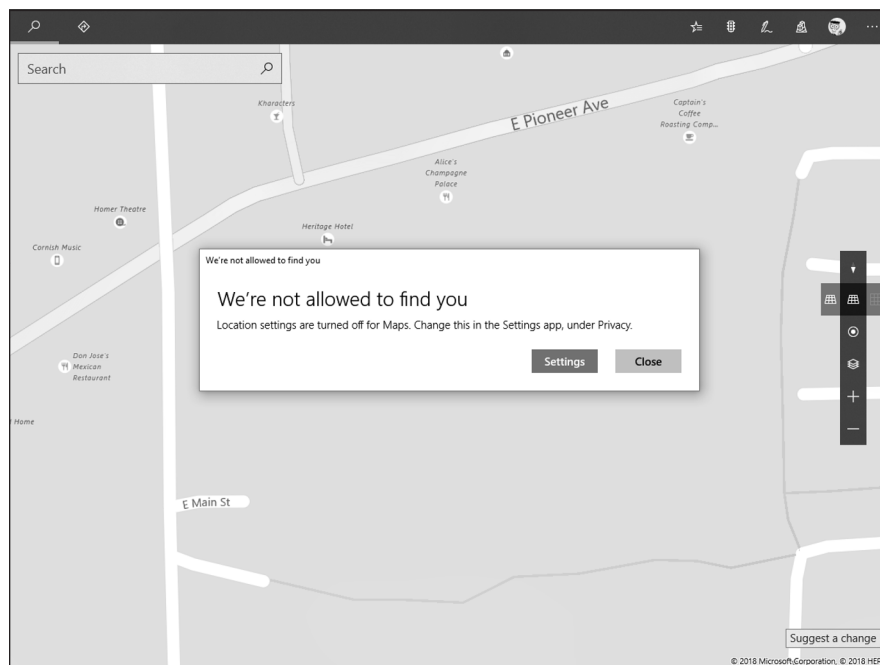 Search
Kharacters
E Pioneer Ave
Captain's
Coffee
Roasting Comp...
Alice's
Champagne
Palace
Homer Theatre
Heritage Hotel
Cornish Music
We're not allowed to find you
We're not allowed to find you
Location settings are turned off for Maps. Change this in the Settings app, under Privacy.
Settings
Close
Don Jose's
Mexican
Restaurant
Home
E Main St
Suggest a change
© 2018 Microsoft Corporation, © 2018 HER